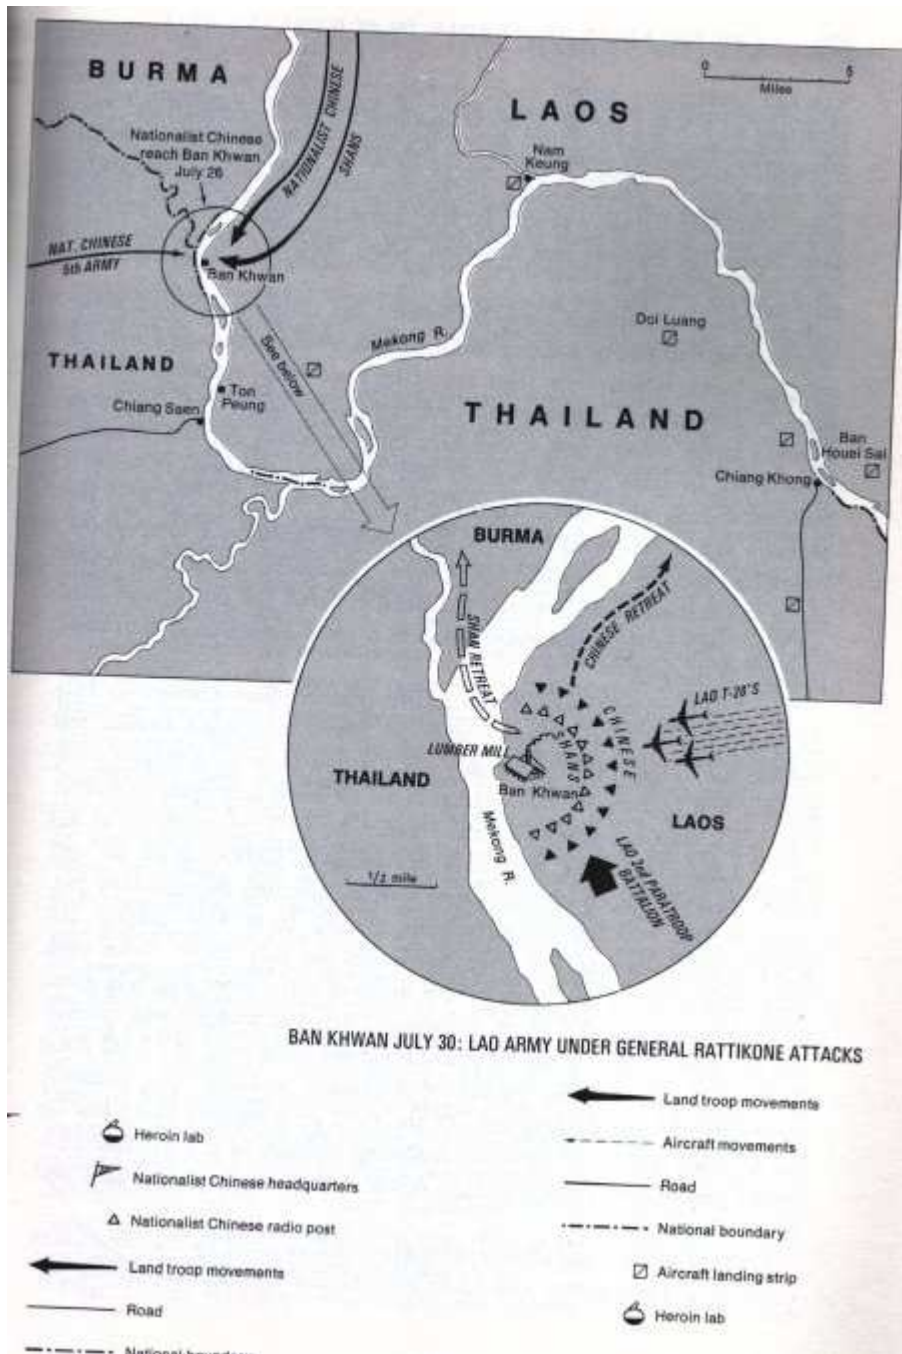 BURMA
Nationalist Chinese
reach Ban Khwan
July 26
NATIONALIST CHINESE
SHANS
LAOS
0 5
Miles
Nam
Keung
NAT. CHINESE
5th ARMY
Ban Khwan
THAILAND
See below
Mekong R.
Doi Luang
Ton
Peung
Chiang Saen
THAILAND
Ban
Houei Sai
Chiang Khong
BURMA
SHAN RETREAT
CHINESE RETREAT
LAO T-28'S
CHINESE
SHANS
LUMBER MILL
Ban Khwan
THAILAND
LAOS
Mekong R.
1/2 mile
LAO 2nd PARATROOP
BATTALION
BAN KHWAN JULY 30: LAO ARMY UNDER GENERAL RATTIKONE ATTACKS
Heroin lab
Nationalist Chinese headquarters
Nationalist Chinese radio post
Land troop movements
Road
National boundary
Land troop movements
Aircraft movements
Road
National boundary
Aircraft landing strip
Heroin lab